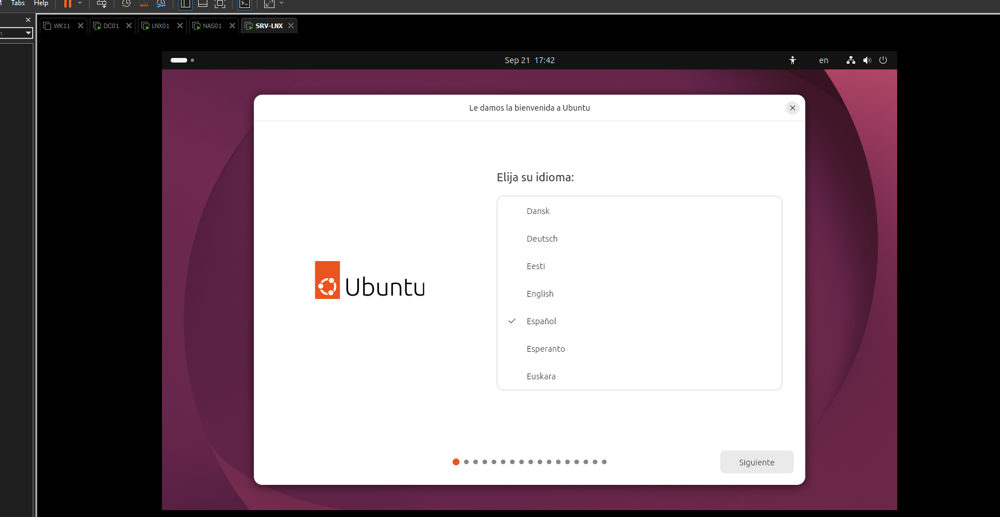 Tabs Help
WK11 DC01 LNX01 NAS01 SRV-LNX
Sep 21 17:42 en
Le damos la bienvenida a Ubuntu
Elija su idioma:
Dansk
Deutsch
Eesti
English
Español
Esperanto
Euskara
Ubuntu
Siguiente